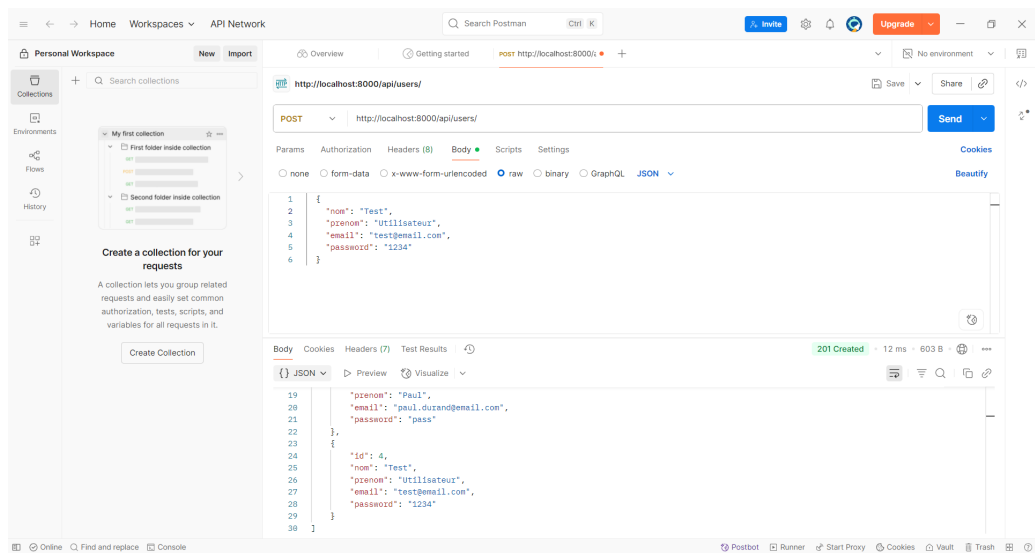 Home Workspaces API Network Search Postman Ctrl K Invite Upgrade
Personal Workspace New Import Overview Getting started POST http://localhost:8000/a No environment
Collections
Environments
Flows
History
Search collections
My first collection
First folder inside collection
GET
POST
GET
Second folder inside collection
GET
GET
Create a collection for your
requests
A collection lets you group related
requests and easily set common
authorization, tests, scripts, and
variables for all requests in it.
Create Collection
HTTP http://localhost:8000/api/users/ Save Share
POST http://localhost:8000/api/users/ Send
Params Authorization Headers (8) Body Scripts Settings Cookies
none form-data x-www-form-urlencoded raw binary GraphQL JSON Beautify
1 {
2 "nom": "Test",
3 "prenom": "Utilisateur",
4 "email": "test@email.com",
5 "password": "1234"
6 }
Body Cookies Headers (7) Test Results 201 Created 12 ms 603 B
{} JSON Preview Visualize
19 "prenom": "Paul",
20 "email": "paul.durand@email.com",
21 "password": "pass"
22 },
23 {
24 "id": 4,
25 "nom": "Test",
26 "prenom": "Utilisateur",
27 "email": "test@email.com",
28 "password": "1234"
29 }
30 ]
Online Find and replace Console Postbot Runner Start Proxy Cookies Vault Trash